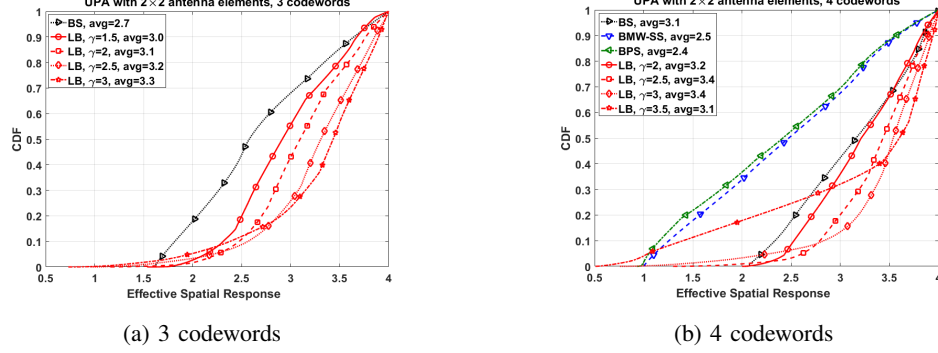 UPA with 2×2 antenna elements, 3 codewords
1
0.9
0.8
0.7
0.6
0.5
0.4
0.3
0.2
0.1
0
CDF
BS, avg=2.7
LB, γ=1.5, avg=3.0
LB, γ=2, avg=3.1
LB, γ=2.5, avg=3.2
LB, γ=3, avg=3.3
0.5 1 1.5 2 2.5 3 3.5 4
Effective Spatial Response
(a) 3 codewords
UPA with 2×2 antenna elements, 4 codewords
1
0.9
0.8
0.7
0.6
0.5
0.4
0.3
0.2
0.1
0
CDF
BS, avg=3.1
BMW-SS, avg=2.5
BPS, avg=2.4
LB, γ=2, avg=3.2
LB, γ=2.5, avg=3.4
LB, γ=3, avg=3.4
LB, γ=3.5, avg=3.1
0.5 1 1.5 2 2.5 3 3.5 4
Effective Spatial Response
(b) 4 codewords